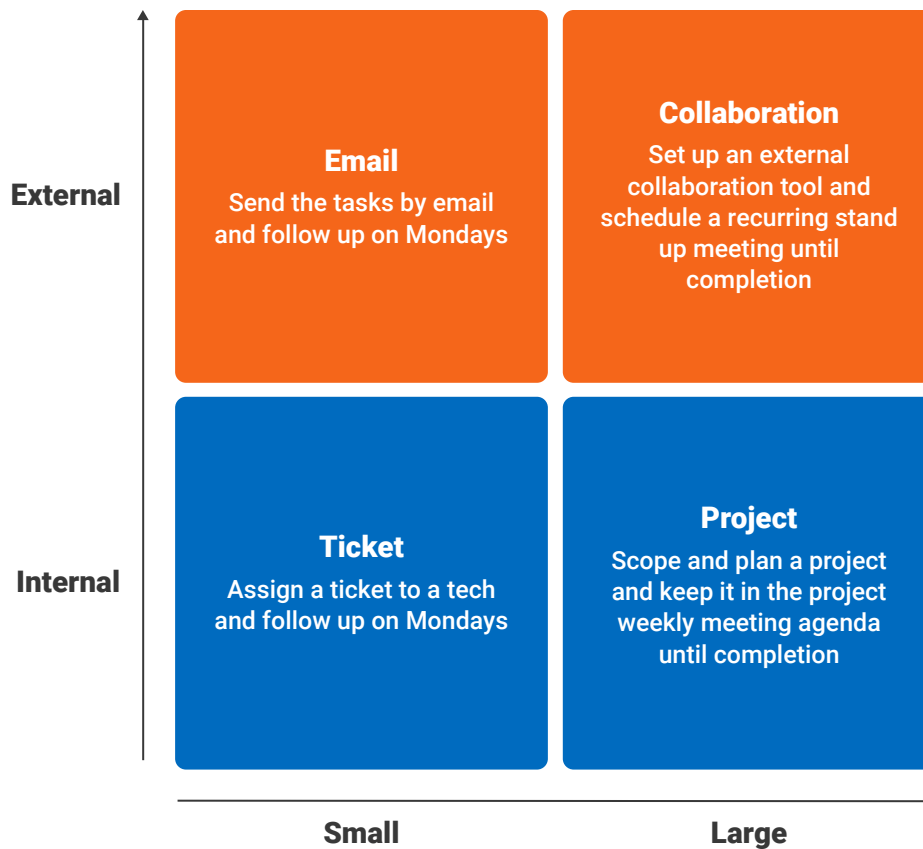 External
Email
Send the tasks by email
and follow up on Mondays
Collaboration
Set up an external
collaboration tool and
schedule a recurring stand
up meeting until
completion
Internal
Ticket
Assign a ticket to a tech
and follow up on Mondays
Project
Scope and plan a project
and keep it in the project
weekly meeting agenda
until completion
Small
Large